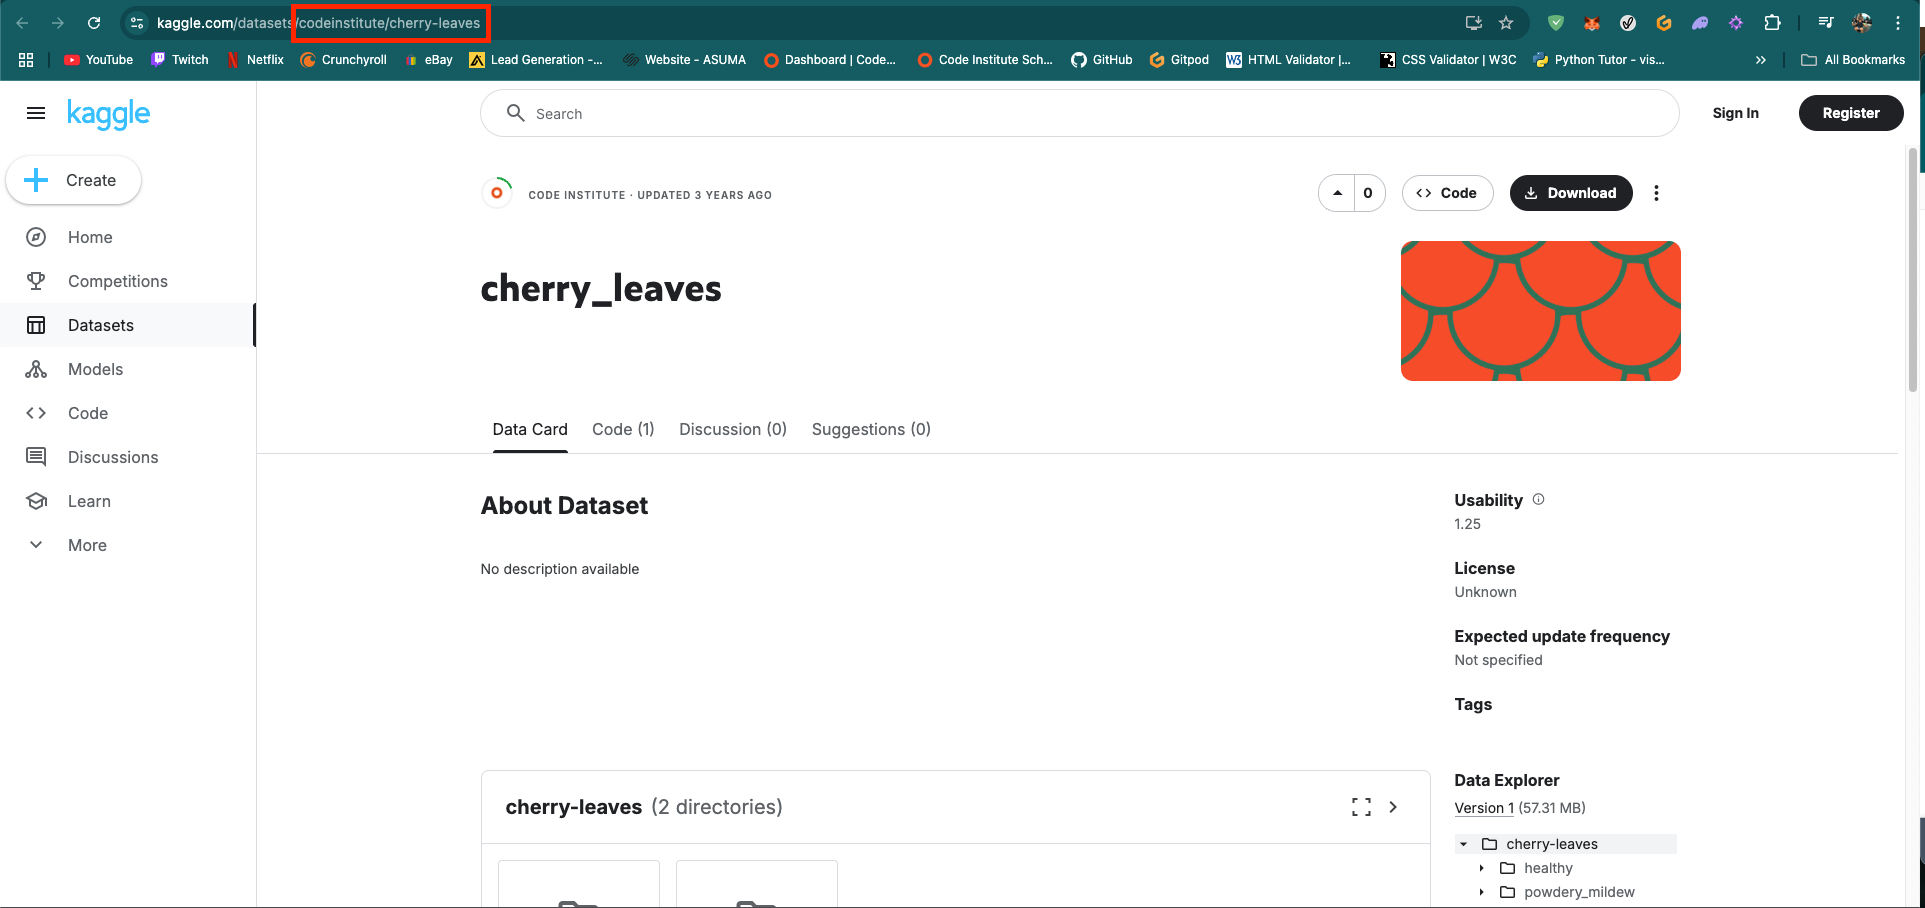 kaggle.com/datasets/codeinstitute/cherry-leaves
YouTube Twitch Netflix Crunchyroll eBay Lead Generation -... Website - ASUMA Dashboard | Code... Code Institute Sch... GitHub Gitpod HTML Validator |... CSS Validator | W3C Python Tutor - vis... » All Bookmarks
kaggle
Search
Sign In
Register
Create
Home
Competitions
Datasets
Models
Code
Discussions
Learn
More
CODE INSTITUTE · UPDATED 3 YEARS AGO
0
Code
Download
cherry_leaves
Data Card Code (1) Discussion (0) Suggestions (0)
About Dataset
No description available
Usability
1.25
License
Unknown
Expected update frequency
Not specified
Tags
cherry-leaves (2 directories)
Data Explorer
Version 1 (57.31 MB)
cherry-leaves
healthy
powdery_mildew